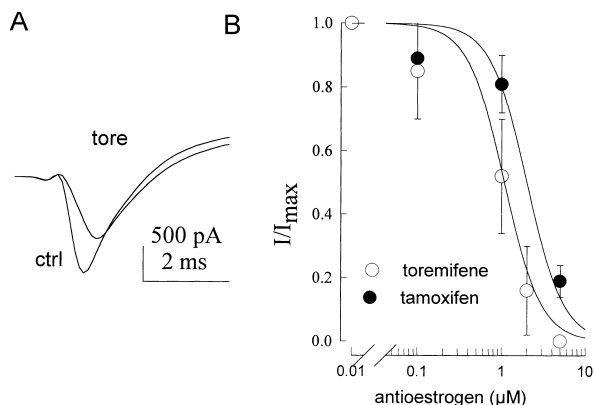 A
tore
ctrl
500 pA
2 ms
B
I/Imax
1.0
0.8
0.6
0.4
0.2
0.0
toremifene
tamoxifen
0.01
0.1
1
10
antioestrogen (µM)